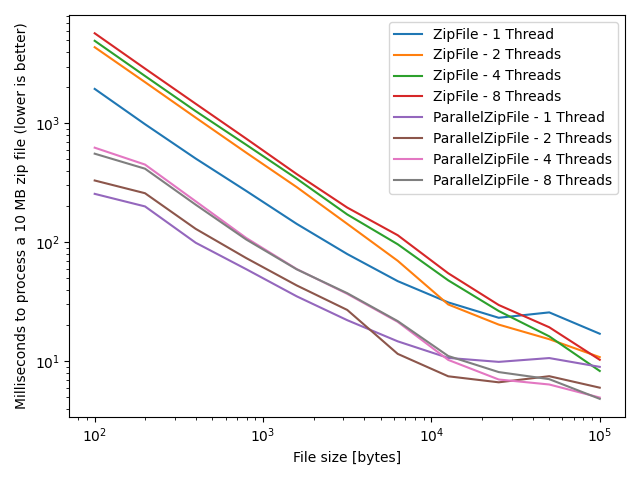 Milliseconds to process a 10 MB zip file (lower is better)
10³
10²
10¹
ZipFile - 1 Thread
ZipFile - 2 Threads
ZipFile - 4 Threads
ZipFile - 8 Threads
ParallelZipFile - 1 Thread
ParallelZipFile - 2 Threads
ParallelZipFile - 4 Threads
ParallelZipFile - 8 Threads
10² 10³ 10⁴ 10⁵
File size [bytes]